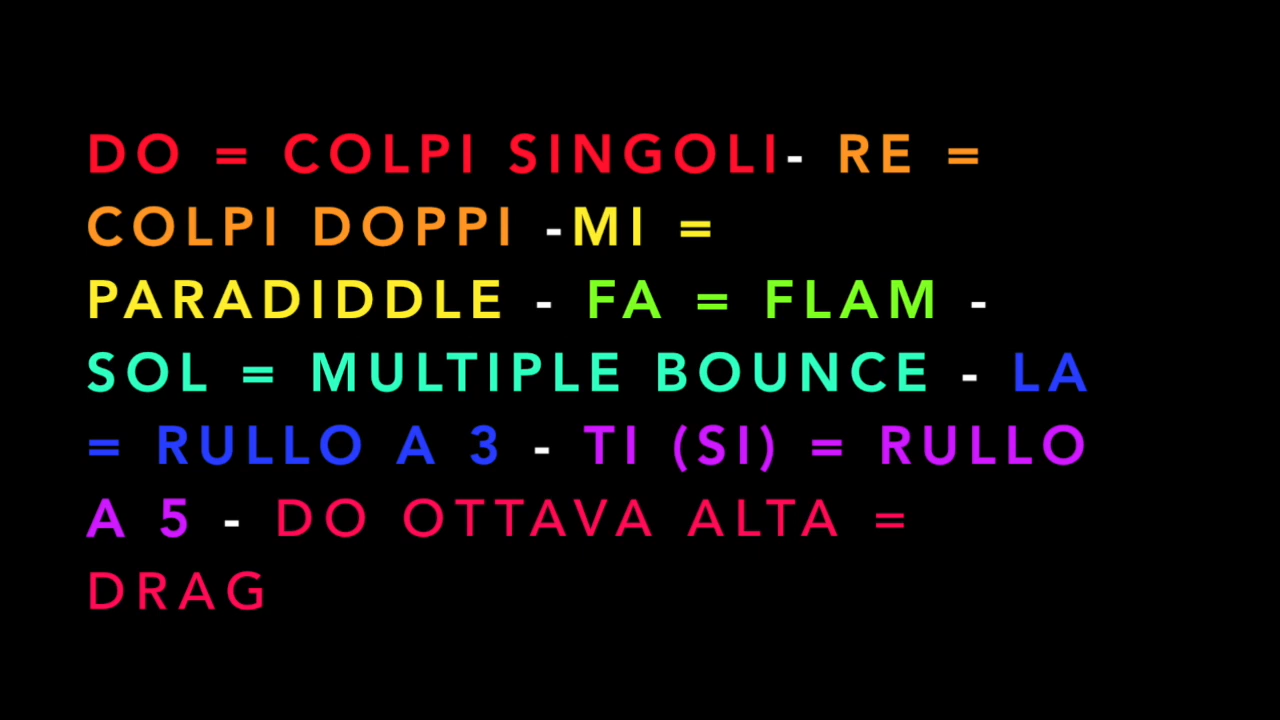 DO = COLPI SINGOLI- RE =
COLPI DOPPI -MI =
PARADIDDLE - FA = FLAM -
SOL = MULTIPLE BOUNCE - LA
= RULLO A 3 - TI (SI) = RULLO
A 5 - DO OTTAVA ALTA =
DRAG